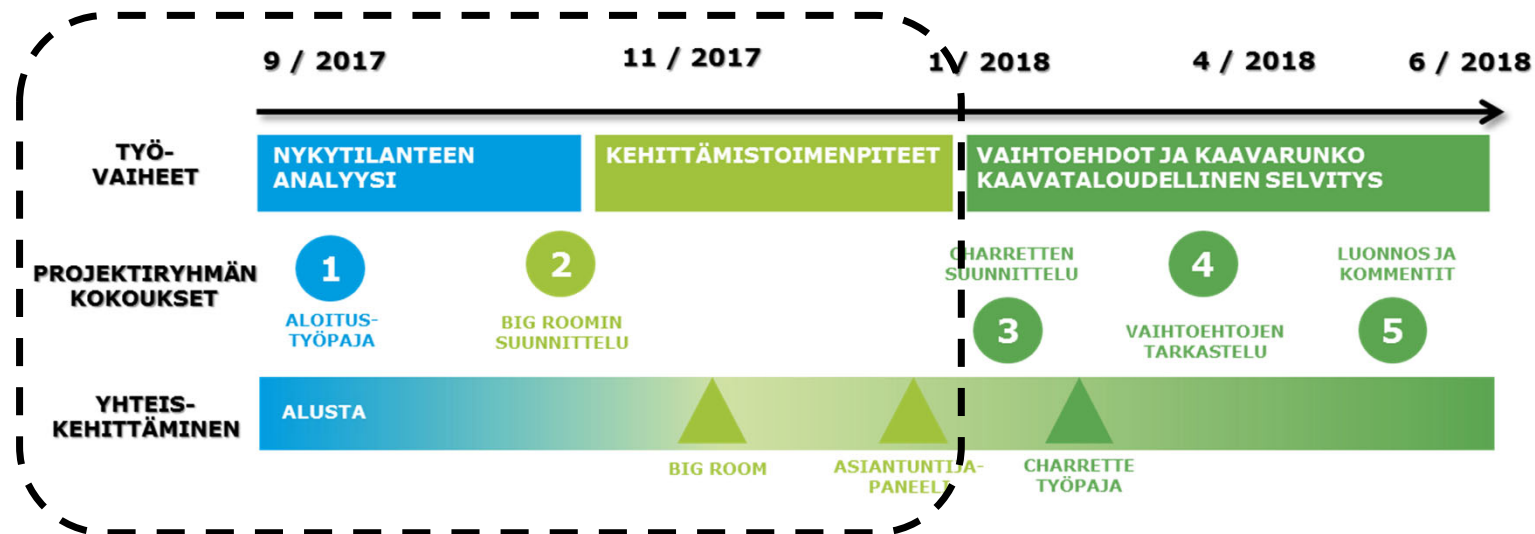 9 / 2017
11 / 2017
1 / 2018
4 / 2018
6 / 2018
TYÖ-
VAIHEET
NYKYTILANTEEN
ANALYYSI
KEHITTÄMISTOIMENPITEET
VAIHTOEHDOT JA KAAVARUNKO
KAAVATALOUDELLINEN SELVITYS
PROJEKTIRYHMÄN
KOKOUKSET
1
ALOITUS-
TYÖPAJA
2
BIG ROOMIN
SUUNNITTELU
CHARRETTEN
SUUNNITTELU
3
4
VAIHTOEHTOJEN
TARKASTELU
LUONNOS JA
KOMMENTIT
5
YHTEIS-
KEHITTÄMINEN
ALUSTA
BIG ROOM
ASIANTUNTIJA-
PANEELI
CHARRETTE
TYÖPAJA